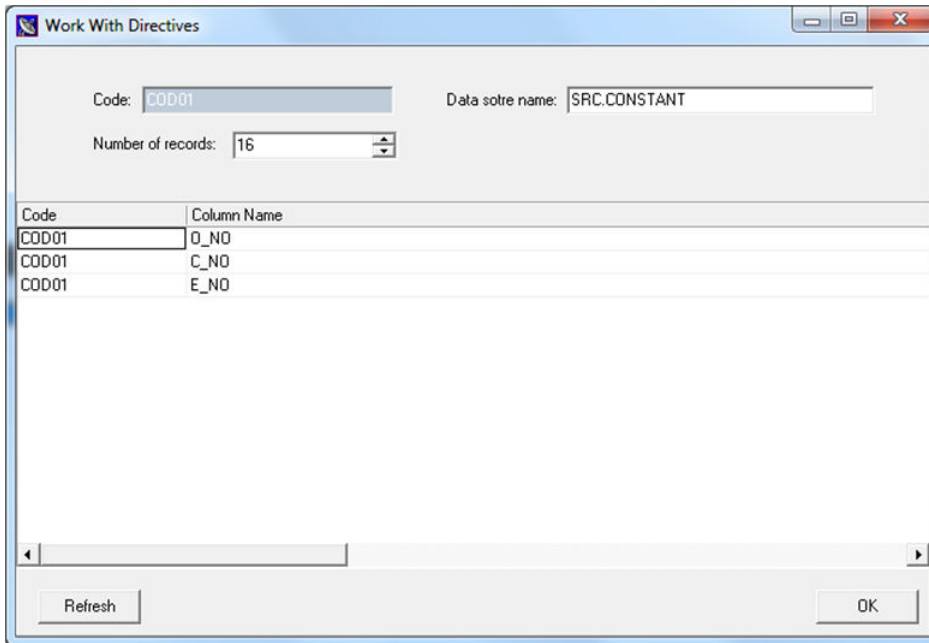 Work With Directives
Code: COD01 Data sotre name: SRC.CONSTANT
Number of records: 16
Code Column Name
COD01 O_NO
COD01 C_NO
COD01 E_NO
Refresh OK